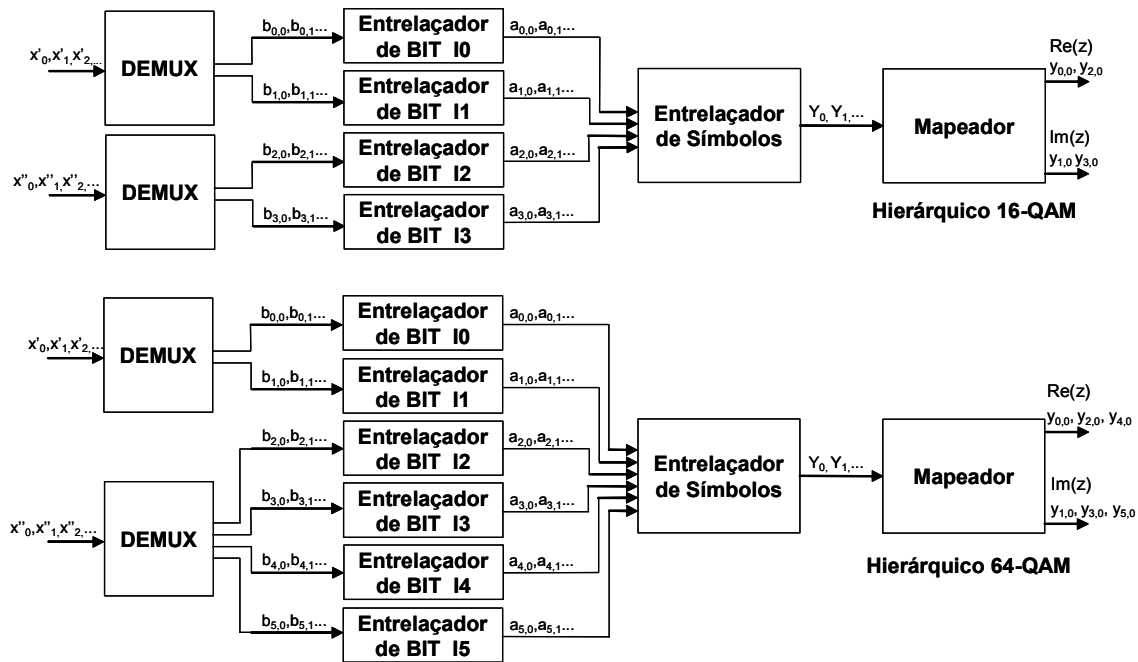 x'0,x'1,x'2,...
DEMUX
b0,0,b0,1...
Entrelaçador
de BIT I0
a0,0,a0,1...
b1,0,b1,1...
Entrelaçador
de BIT I1
a1,0,a1,1...
x''0,x''1,x''2,...
DEMUX
b2,0,b2,1...
Entrelaçador
de BIT I2
a2,0,a2,1...
b3,0,b3,1...
Entrelaçador
de BIT I3
a3,0,a3,1...
Entrelaçador
de Símbolos
Y0, Y1,...
Mapeador
Re(z)
y0,0, y2,0
Im(z)
y1,0 y3,0
Hierárquico 16-QAM
x'0,x'1,x'2,...
DEMUX
b0,0,b0,1...
Entrelaçador
de BIT I0
a0,0,a0,1...
b1,0,b1,1...
Entrelaçador
de BIT I1
a1,0,a1,1...
x''0,x''1,x''2,...
DEMUX
b2,0,b2,1...
Entrelaçador
de BIT I2
a2,0,a2,1...
b3,0,b3,1...
Entrelaçador
de BIT I3
a3,0,a3,1...
b4,0,b4,1...
Entrelaçador
de BIT I4
a4,0,a4,1...
b5,0,b5,1...
Entrelaçador
de BIT I5
a5,0,a5,1...
Entrelaçador
de Símbolos
Y0, Y1,...
Mapeador
Re(z)
y0,0, y2,0, y4,0
Im(z)
y1,0, y3,0, y5,0
Hierárquico 64-QAM